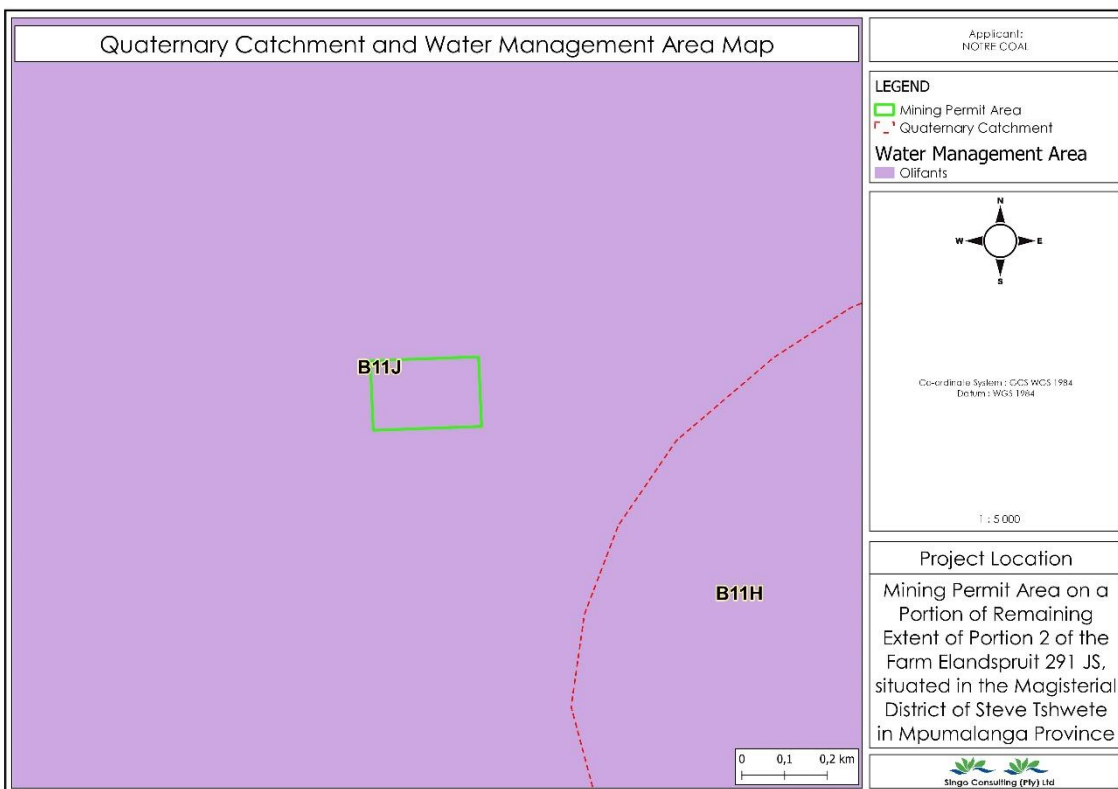 Quaternary Catchment and Water Management Area Map
B11J
B11H
0 0,1 0,2 km
Applicant:
NOTRE COAL
LEGEND
Mining Permit Area
Quaternary Catchment
Water Management Area
Olifants
N
W E
S
Co-ordinate System : GCS WGS 1984
Datum : WGS 1984
1 : 5 000
Project Location
Mining Permit Area on a
Portion of Remaining
Extent of Portion 2 of the
Farm Elandspruit 291 JS,
situated in the Magisterial
District of Steve Tshwete
in Mpumalanga Province
Singo Consulting (Pty) Ltd